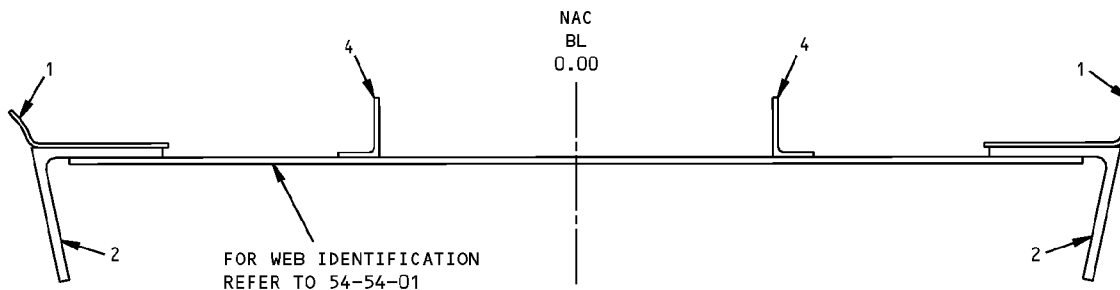 NAC
BL
0.00
1
4
4
1
2
2
FOR WEB IDENTIFICATION
REFER TO 54-54-01